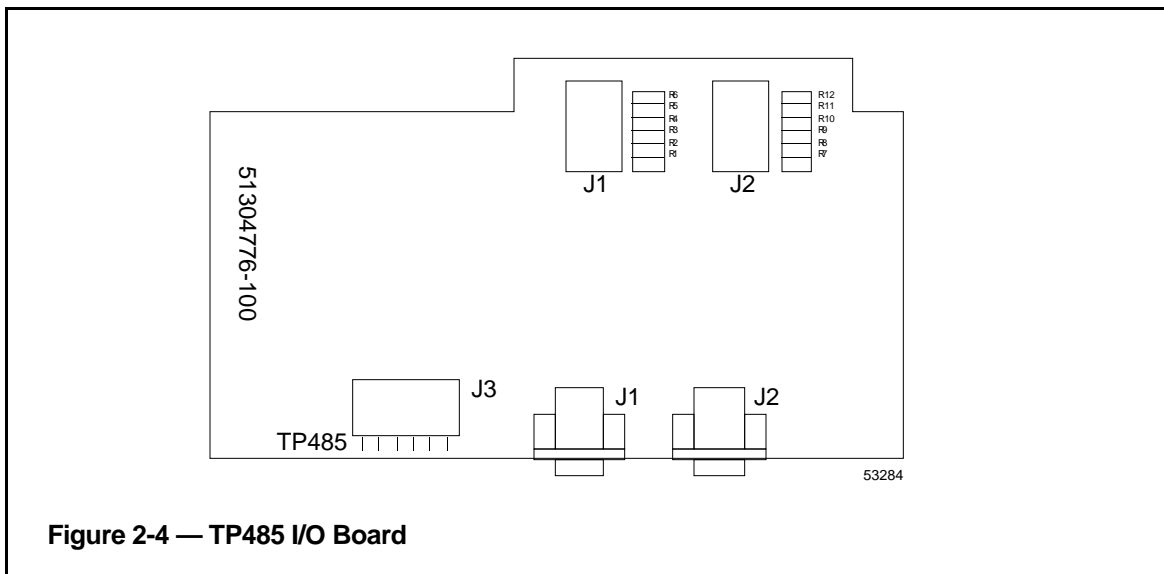 R6
R5
R4
R3
R2
R1
J1
R12
R11
R10
R9
R8
R7
J2
51304776-100
J3
TP485
J1
J2
53284
Figure 2-4 — TP485 I/O Board